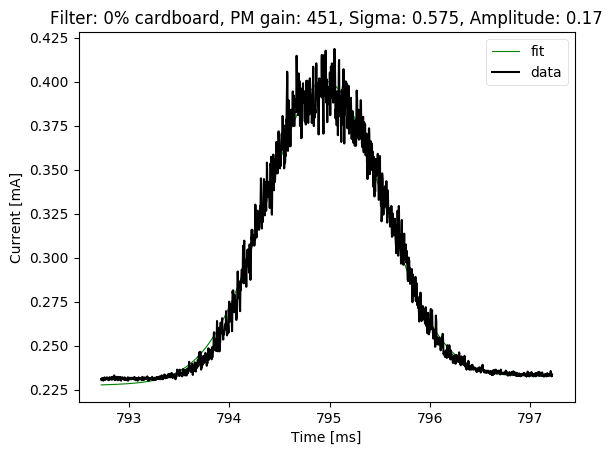 Filter: 0% cardboard, PM gain: 451, Sigma: 0.575, Amplitude: 0.17
fit
data
0.425
0.400
0.375
0.350
0.325
0.300
0.275
0.250
0.225
Current [mA]
793
794
795
796
797
Time [ms]